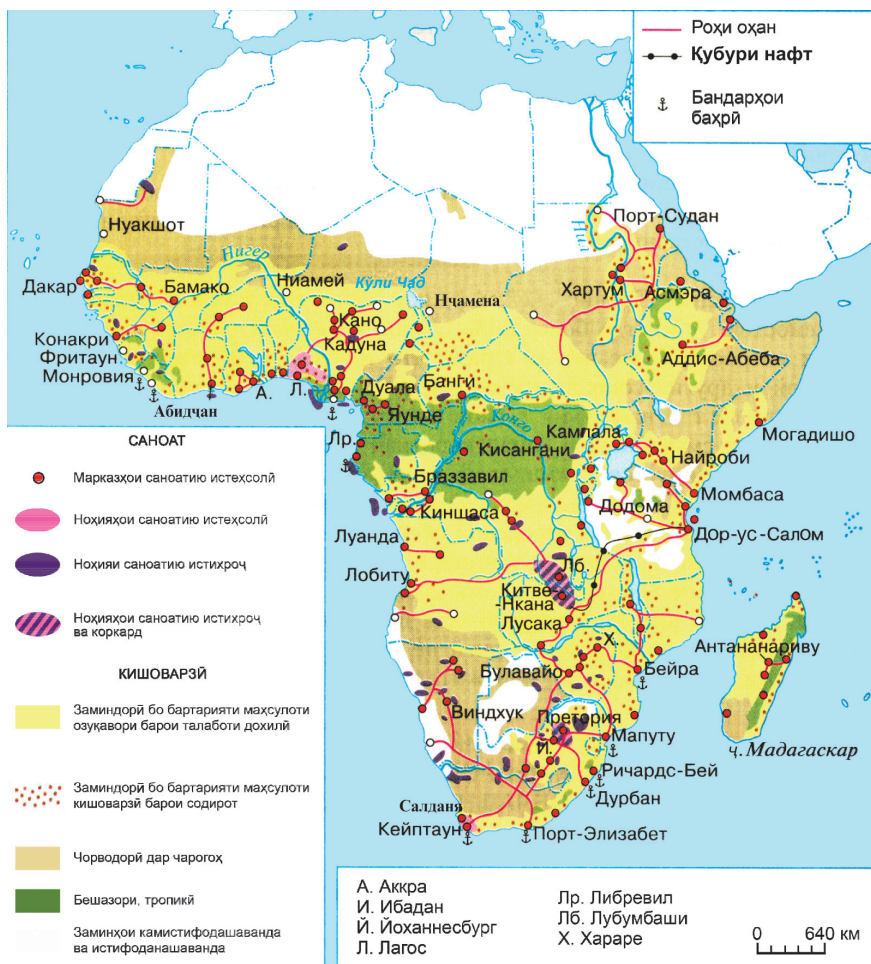 Роҳи оҳан
Қубури нафт
Бандарҳои
баҳрӣ
Нил
Порт-Судан
Нуакшот
Нигер
Ниамей
Кӯли Чад
Нҷамена
Хартум
Асмэра
Дакар
Бамако
Кано
Кадуна
Конакри
Фритаун
Монровия
Аддис-Абеба
Абидҷан
А.
Л.
Дуала
Банги
Яунде
Конго
Лр.
Кисангани
Кампала
Могадишо
Найроби
Браззавил
Киншаса
Момбаса
Додома
Дор-ус-Салом
Луанда
Лобиту
Лб.
Китве-
-Нкана
Лусака
Х.
Булавайо
Бейра
Антананариву
Виндхук
Претория
Й.
Мапуту
ҷ. Мадагаскар
Ричардс-Бей
Дурбан
Салданя
Кейптаун
Порт-Элизабет
САНОАТ
Марказҳои саноатию истеҳсолӣ
Ноҳияҳои саноатию истеҳсолӣ
Ноҳияи саноатию истихроҷ
Ноҳияҳои саноатию истихроҷ
ва коркард
КИШОВАРЗӢ
Заминдорӣ бо бартарияти маҳсулоти
озуқавори барои талаботи дохилӣ
Заминдорӣ бо бартарияти маҳсулоти
кишоварзӣ барои содирот
Чорводорӣ дар чарогоҳ
Бешазори, тропикӣ
Заминҳои камистифодашаванда
ва истифоданашаванда
А. Аккра
И. Ибадан
Й. Йоханнесбург
Л. Лагос
Лр. Либревил
Лб. Лубумбаши
Х. Хараре
0 640 км